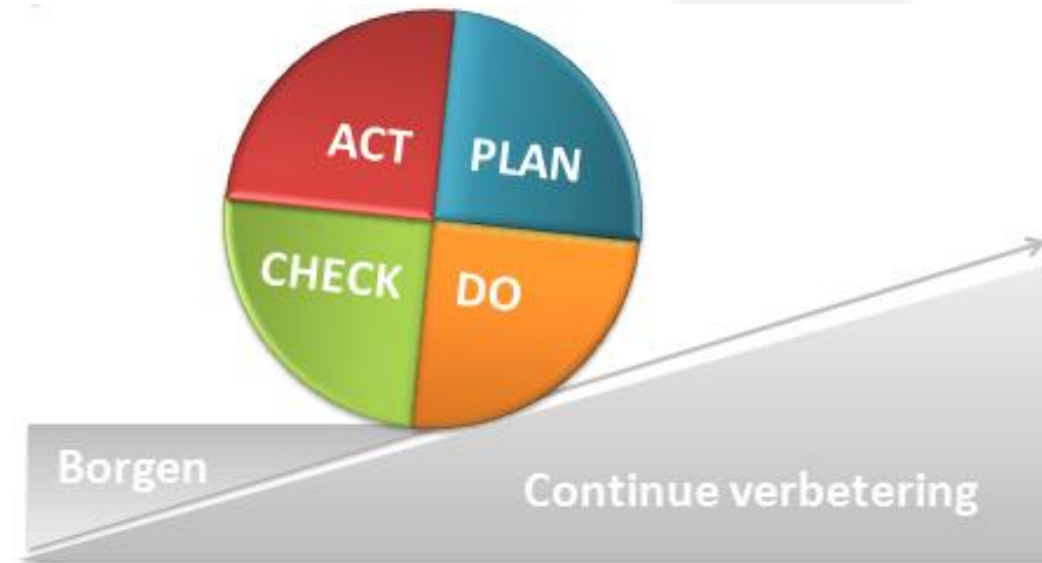 ACT
PLAN
CHECK
DO
Borgen
Continue verbetering